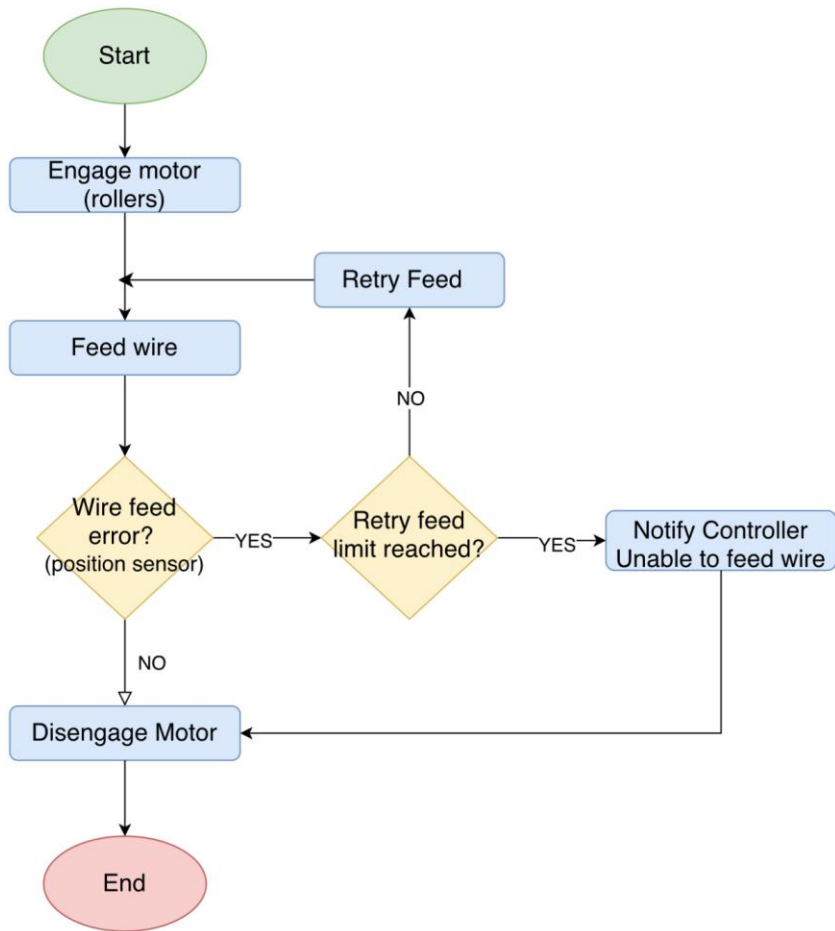 Start
Engage motor
(rollers)
Retry Feed
Feed wire
NO
Wire feed
error?
(position sensor)
YES
Retry feed
limit reached?
YES
Notify Controller
Unable to feed wire
NO
Disengage Motor
End